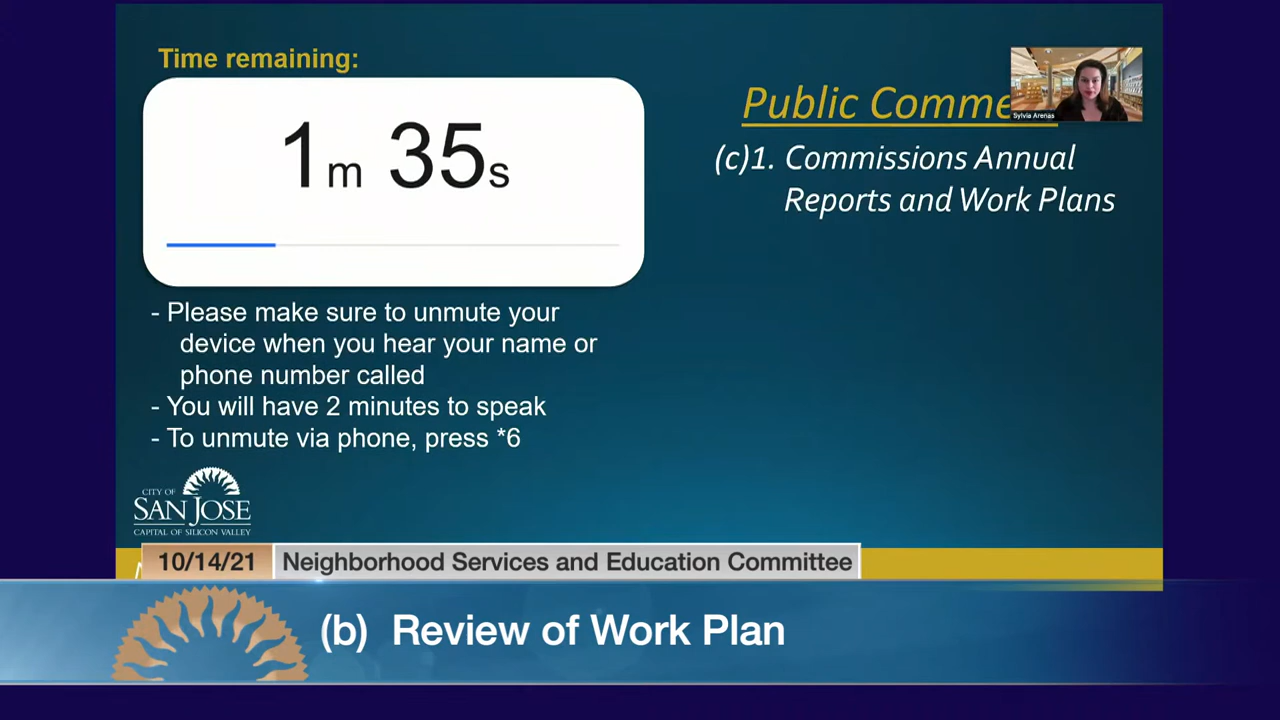 Time remaining:
1m 35s
- Please make sure to unmute your
device when you hear your name or
phone number called
- You will have 2 minutes to speak
- To unmute via phone, press *6
Public Comme
Sylvia Arenas
(c)1. Commissions Annual
Reports and Work Plans
CITY OF
SAN JOSE
CAPITAL OF SILICON VALLEY
10/14/21
Neighborhood Services and Education Committee
(b) Review of Work Plan